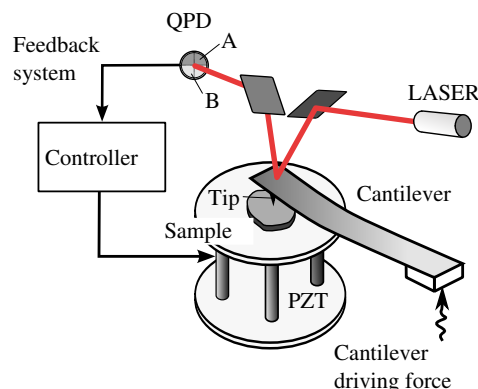 QPD
Feedback
system
A
B
LASER
Controller
Cantilever
Tip
Sample
PZT
Cantilever
driving force